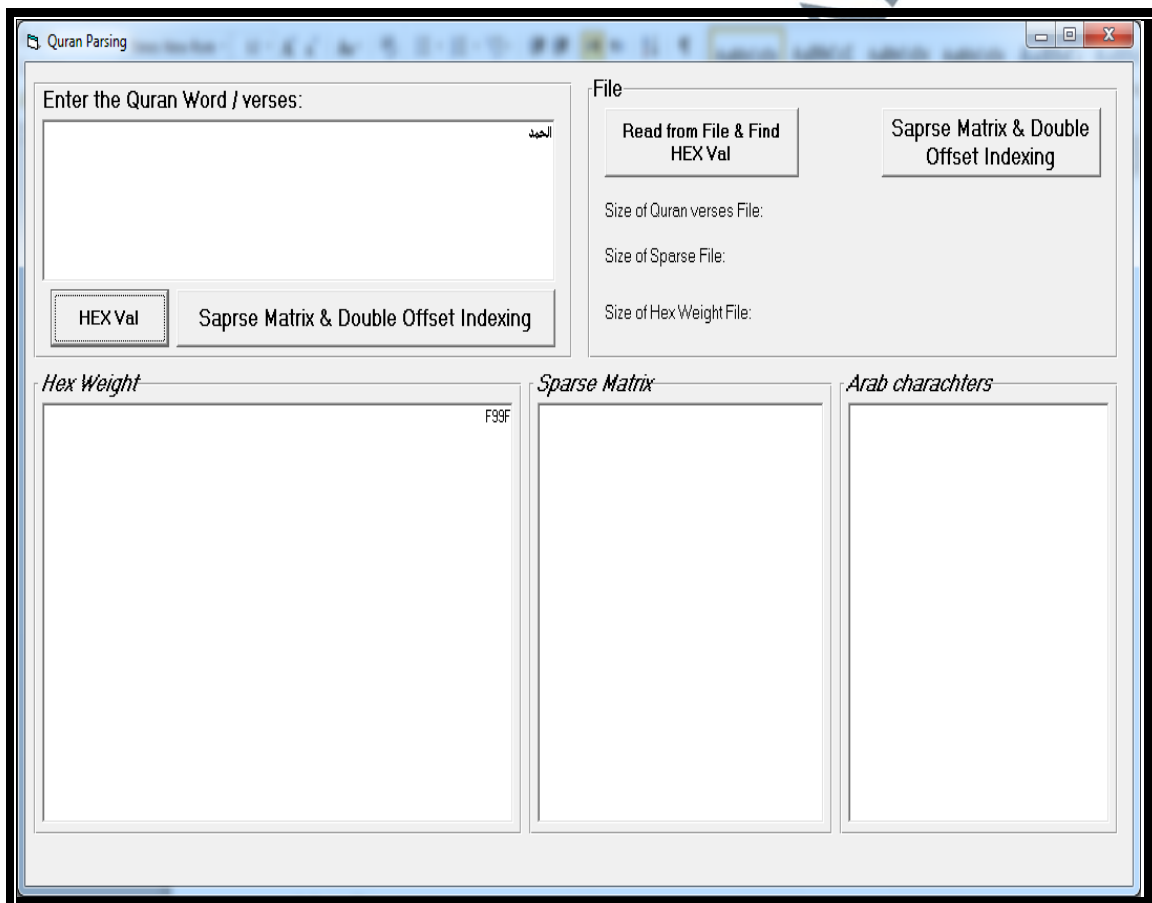 Quran Parsing
Enter the Quran Word / verses:
الحمد
HEX Val
Saprse Matrix & Double Offset Indexing
File
Read from File & Find
HEX Val
Saprse Matrix & Double
Offset Indexing
Size of Quran verses File:
Size of Sparse File:
Size of Hex Weight File:
Hex Weight
F99F
Sparse Matrix
Arab charachters